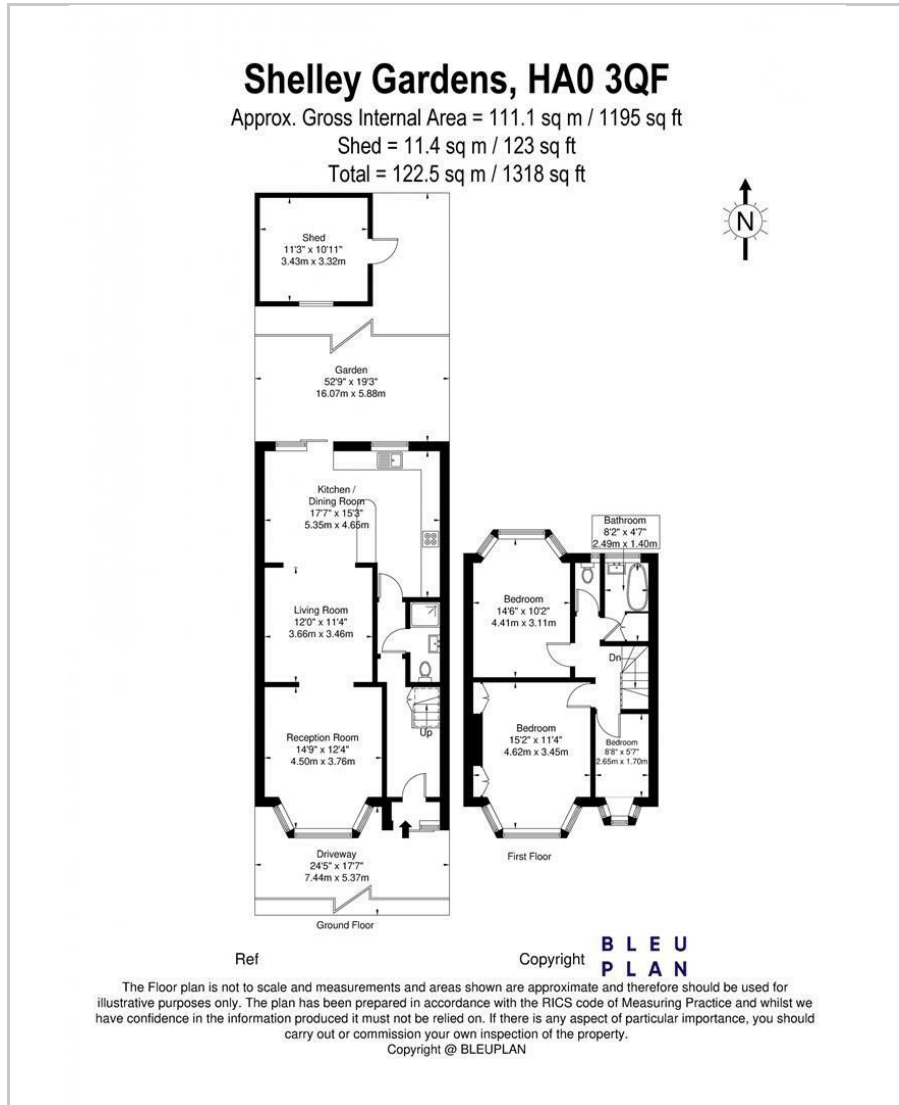 Shelley Gardens, HA0 3QF
Approx. Gross Internal Area = 111.1 sq m / 1195 sq ft
Shed = 11.4 sq m / 123 sq ft
Total = 122.5 sq m / 1318 sq ft
N
Shed
11'3" x 10'11"
3.43m x 3.32m
Garden
52'9" x 19'3"
16.07m x 5.88m
Kitchen /
Dining Room
17'7" x 15'3"
5.35m x 4.65m
Living Room
12'0" x 11'4"
3.66m x 3.46m
Reception Room
14'9" x 12'4"
4.50m x 3.76m
Up
Driveway
24'5" x 17'7"
7.44m x 5.37m
Ground Floor
Bathroom
8'2" x 4'7"
2.49m x 1.40m
Bedroom
14'6" x 10'2"
4.41m x 3.11m
Dn
Bedroom
15'2" x 11'4"
4.62m x 3.45m
Bedroom
8'8" x 5'7"
2.65m x 1.70m
First Floor
Ref
Copyright
BLEU
PLAN
The Floor plan is not to scale and measurements and areas shown are approximate and therefore should be used for
illustrative purposes only. The plan has been prepared in accordance with the RICS code of Measuring Practice and whilst we
have confidence in the information produced it must not be relied on. If there is any aspect of particular importance, you should
carry out or commission your own inspection of the property.
Copyright @ BLEUPLAN